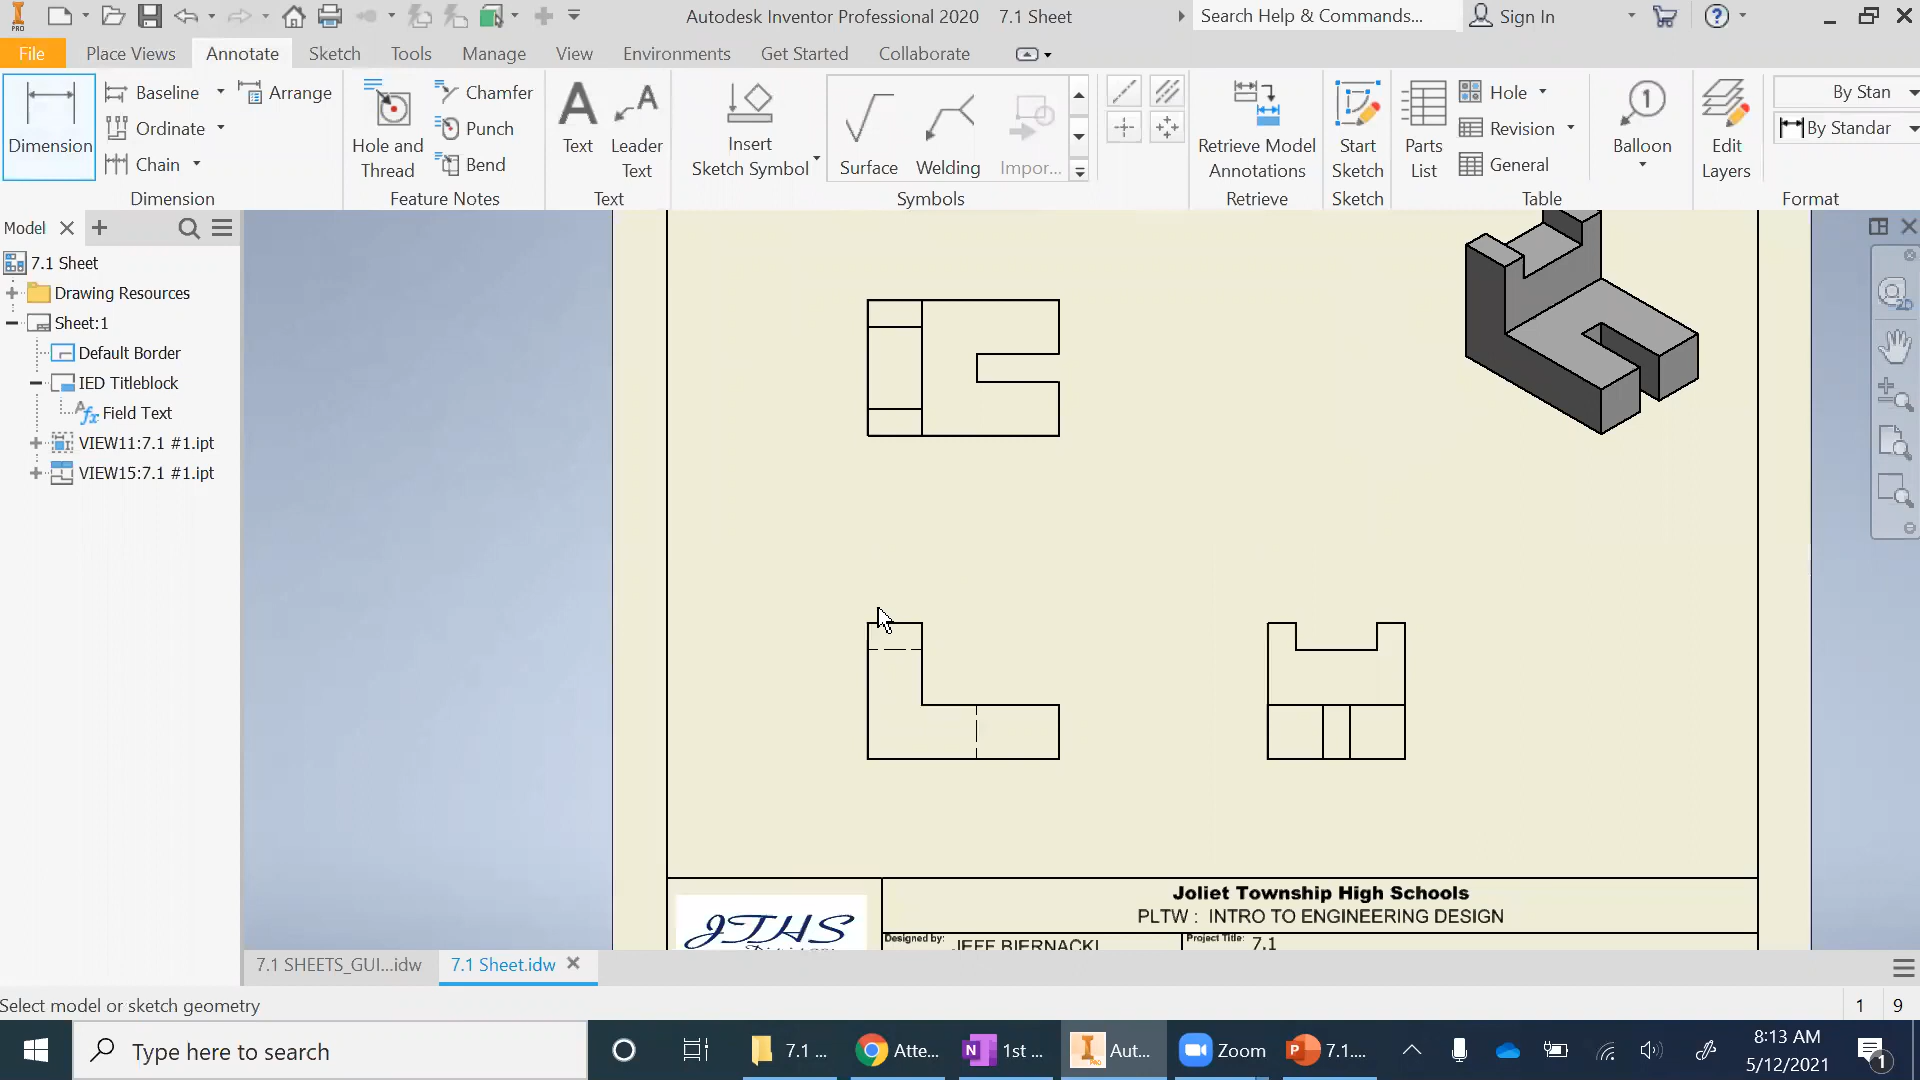 Autodesk Inventor Professional 2020 7.1 Sheet
Search Help & Commands...
Sign In
File Place Views Annotate Sketch Tools Manage View Environments Get Started Collaborate
Dimension
Baseline
Ordinate
Chain
Arrange
Dimension
Hole and Thread
Chamfer
Punch
Bend
Feature Notes
Text
Leader Text
Text
Insert Sketch Symbol
Surface
Welding
Impor...
Symbols
Retrieve Model Annotations
Retrieve
Start Sketch
Sketch
Parts List
Hole
Revision
General
Table
Balloon
Edit Layers
By Stan
By Standar
Format
Model
7.1 Sheet
Drawing Resources
Sheet:1
Default Border
IED Titleblock
Field Text
VIEW11:7.1 #1.ipt
VIEW15:7.1 #1.ipt
2D
JTHS
Joliet Township High Schools
PLTW : INTRO TO ENGINEERING DESIGN
Designed by: JEFF BIERNACKI
Project Title: 7.1
7.1 SHEETS_GUI...idw
7.1 Sheet.idw
Select model or sketch geometry
1 9
Type here to search
7.1 ...
Atte...
1st ...
Aut...
Zoom
7.1....
8:13 AM
5/12/2021
1